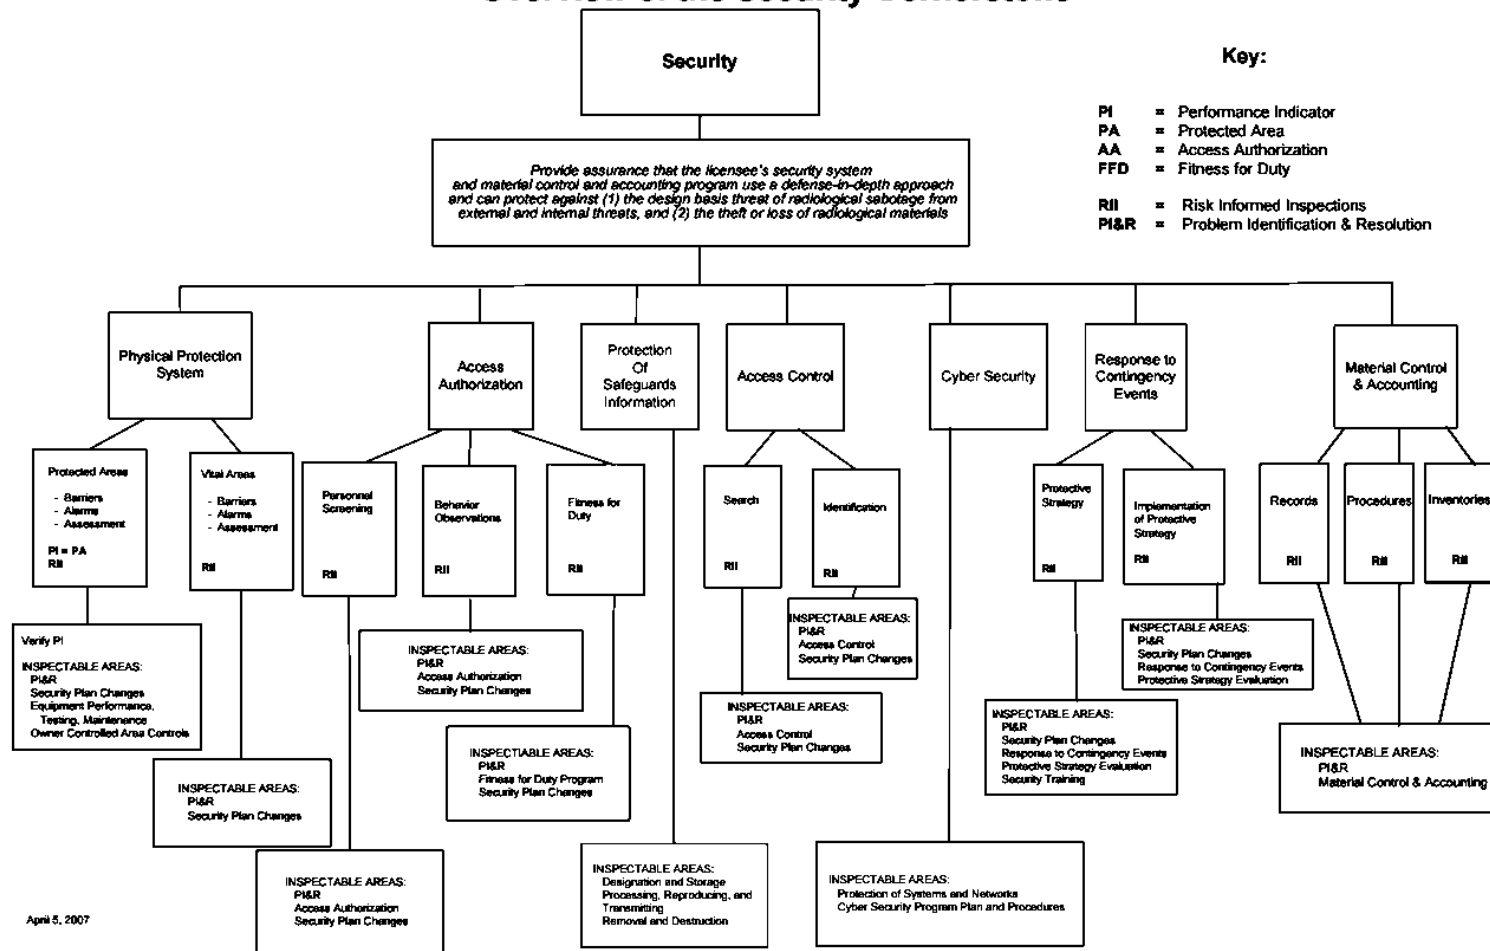 Overview of the Security Cornerstone
Security
Key:
PI = Performance Indicator
PA = Protected Area
AA = Access Authorization
FFD = Fitness for Duty
RII = Risk Informed Inspections
PI&R = Problem Identification & Resolution
Provide assurance that the licensee's security system
and material control and accounting program use a defense-in-depth approach
and can protect against (1) the design basis threat of radiological sabotage from
external and internal threats, and (2) the theft or loss of radiological materials
Physical Protection
System
Access
Authorization
Protection
Of
Safeguards
Information
Access Control
Cyber Security
Response to
Contingency
Events
Material Control
& Accounting
Protected Areas
- Barriers
- Alarms
- Assessment
PI = PA
RII
Vital Areas
- Barriers
- Alarms
- Assessment
RII
Personnel
Screening
RII
Behavior
Observations
RII
Fitness for
Duty
RII
Search
RII
Identification
RII
Protective
Strategy
RII
Implementation
of Protective
Strategy
RII
Records
RII
Procedures
RII
Inventories
RII
Verify PI
INSPECTABLE AREAS:
PI&R
Security Plan Changes
Equipment Performance,
Testing, Maintenance
Owner Controlled Area Controls
INSPECTABLE AREAS:
PI&R
Security Plan Changes
INSPECTABLE AREAS:
PI&R
Access Authorization
Security Plan Changes
INSPECTABLE AREAS:
PI&R
Access Authorization
Security Plan Changes
INSPECTIABLE AREAS:
PI&R
Fitness for Duty Program
Security Plan Changes
INSPECTABLE AREAS:
Designation and Storage
Processing, Reproducing, and
Transmitting
Removal and Destruction
INSPECTABLE AREAS:
PI&R
Access Control
Security Plan Changes
INSPECTABLE AREAS:
PI&R
Access Control
Security Plan Changes
INSPECTABLE AREAS:
Protection of Systems and Networks
Cyber Security Program Plan and Procedures
INSPECTABLE AREAS:
PI&R
Security Plan Changes
Response to Contingency Events
Protective Strategy Evaluation
Security Training
INSPECTABLE AREAS:
PI&R
Security Plan Changes
Response to Contingency Events
Protective Strategy Evaluation
INSPECTABLE AREAS:
PI&R
Material Control & Accounting
April 5, 2007